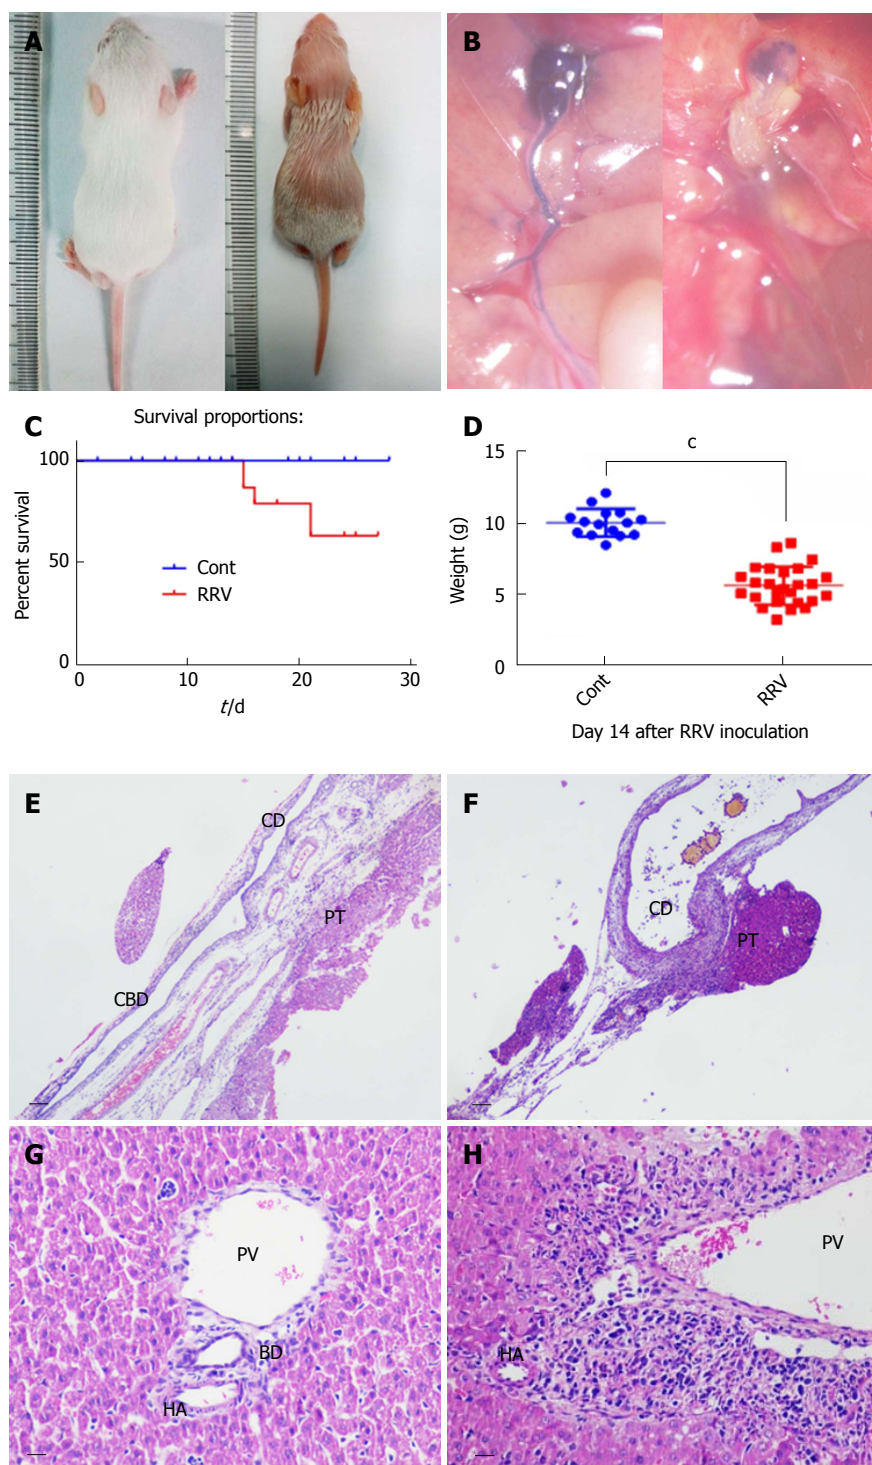 A
B
C
Survival proportions:
100
50
0
Percent survival
Cont
RRV
0
10
20
30
t/d
D
c
15
10
5
0
Weight (g)
Cont
RRV
Day 14 after RRV inoculation
E
CD
PT
CBD
F
CD
PT
G
PV
BD
HA
H
PV
HA